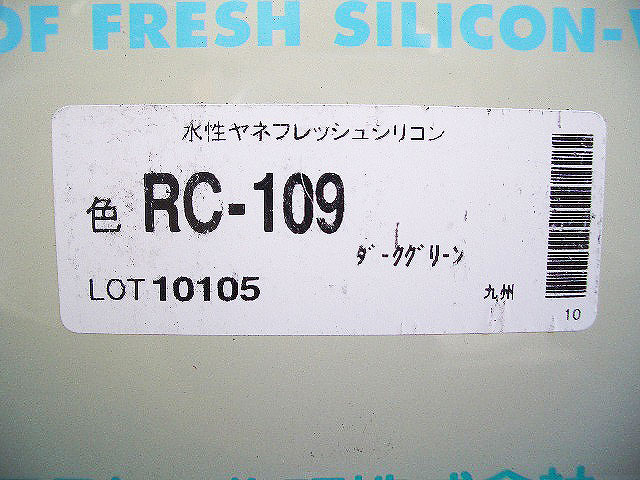 OF FRESH SILICON-
水性ヤネフレッシュシリコン
色 RC-109
ダークグリーン
LOT 10105
九州
10